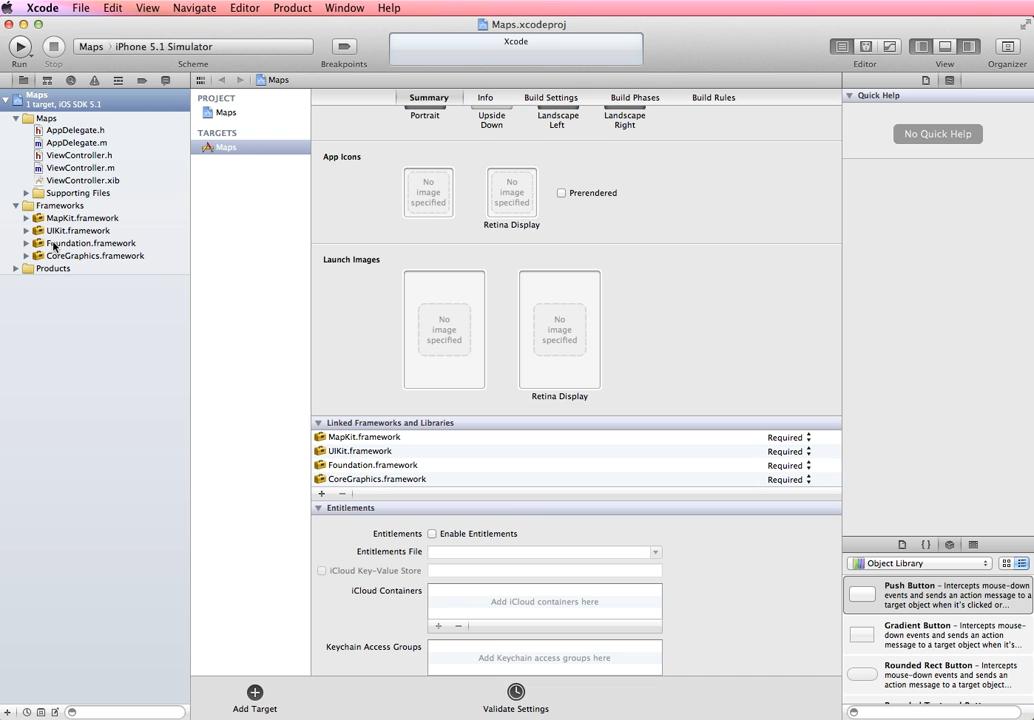 Xcode File Edit View Navigate Editor Product Window Help
Maps.xcodeproj
Maps › iPhone 5.1 Simulator
Xcode
Run Stop Scheme Breakpoints Editor View Organizer
Maps
Maps
1 target, iOS SDK 5.1
Maps
AppDelegate.h
AppDelegate.m
ViewController.h
ViewController.m
ViewController.xib
Supporting Files
Frameworks
MapKit.framework
UIKit.framework
Foundation.framework
CoreGraphics.framework
Products
PROJECT
Maps
TARGETS
Maps
Summary Info Build Settings Build Phases Build Rules
Portrait
Upside
Down
Landscape
Left
Landscape
Right
App Icons
No
image
specified
No
image
specified
Prerendered
Retina Display
Launch Images
No
image
specified
No
image
specified
Retina Display
Linked Frameworks and Libraries
MapKit.framework Required
UIKit.framework Required
Foundation.framework Required
CoreGraphics.framework Required
Entitlements
Entitlements Enable Entitlements
Entitlements File
iCloud Key-Value Store
iCloud Containers
Add iCloud containers here
Keychain Access Groups
Add Keychain access groups here
Add Target
Validate Settings
Quick Help
No Quick Help
Object Library
Push Button – Intercepts mouse-down
events and sends an action message to a
target object when it's clicked or...
Gradient Button – Intercepts mouse-
down events and sends an action
message to a target object when it's...
Rounded Rect Button – Intercepts
mouse-down events and sends an
action message to a target object...